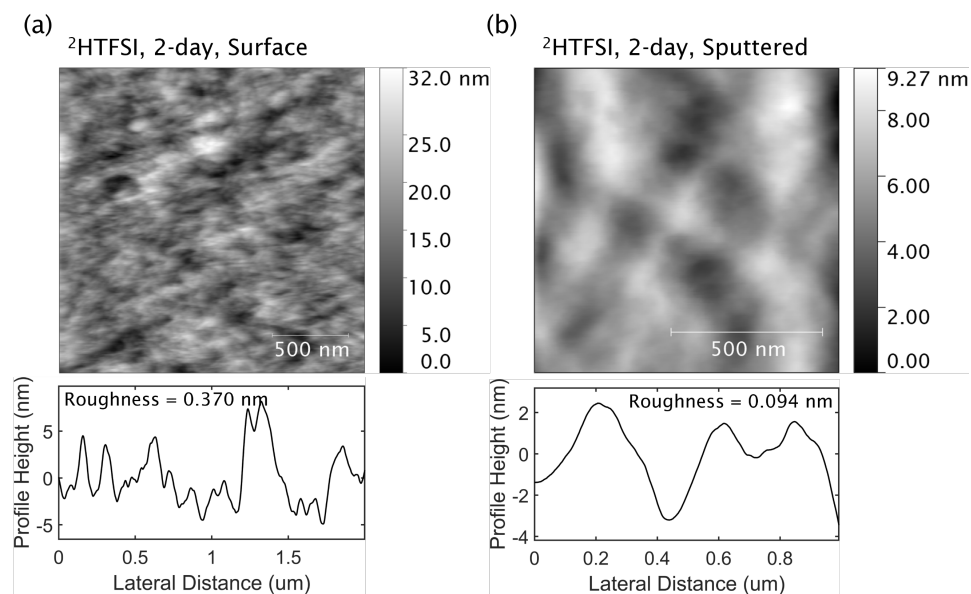 (a)
²HTFSI, 2-day, Surface
32.0 nm
25.0
20.0
15.0
10.0
5.0
0.0
500 nm
Roughness = 0.370 nm
Profile Height (nm)
5
0
-5
0
0.5
1
1.5
Lateral Distance (um)
(b)
²HTFSI, 2-day, Sputtered
9.27 nm
8.00
6.00
4.00
2.00
0.00
500 nm
Roughness = 0.094 nm
Profile Height (nm)
2
0
-2
-4
0
0.2
0.4
0.6
0.8
Lateral Distance (um)